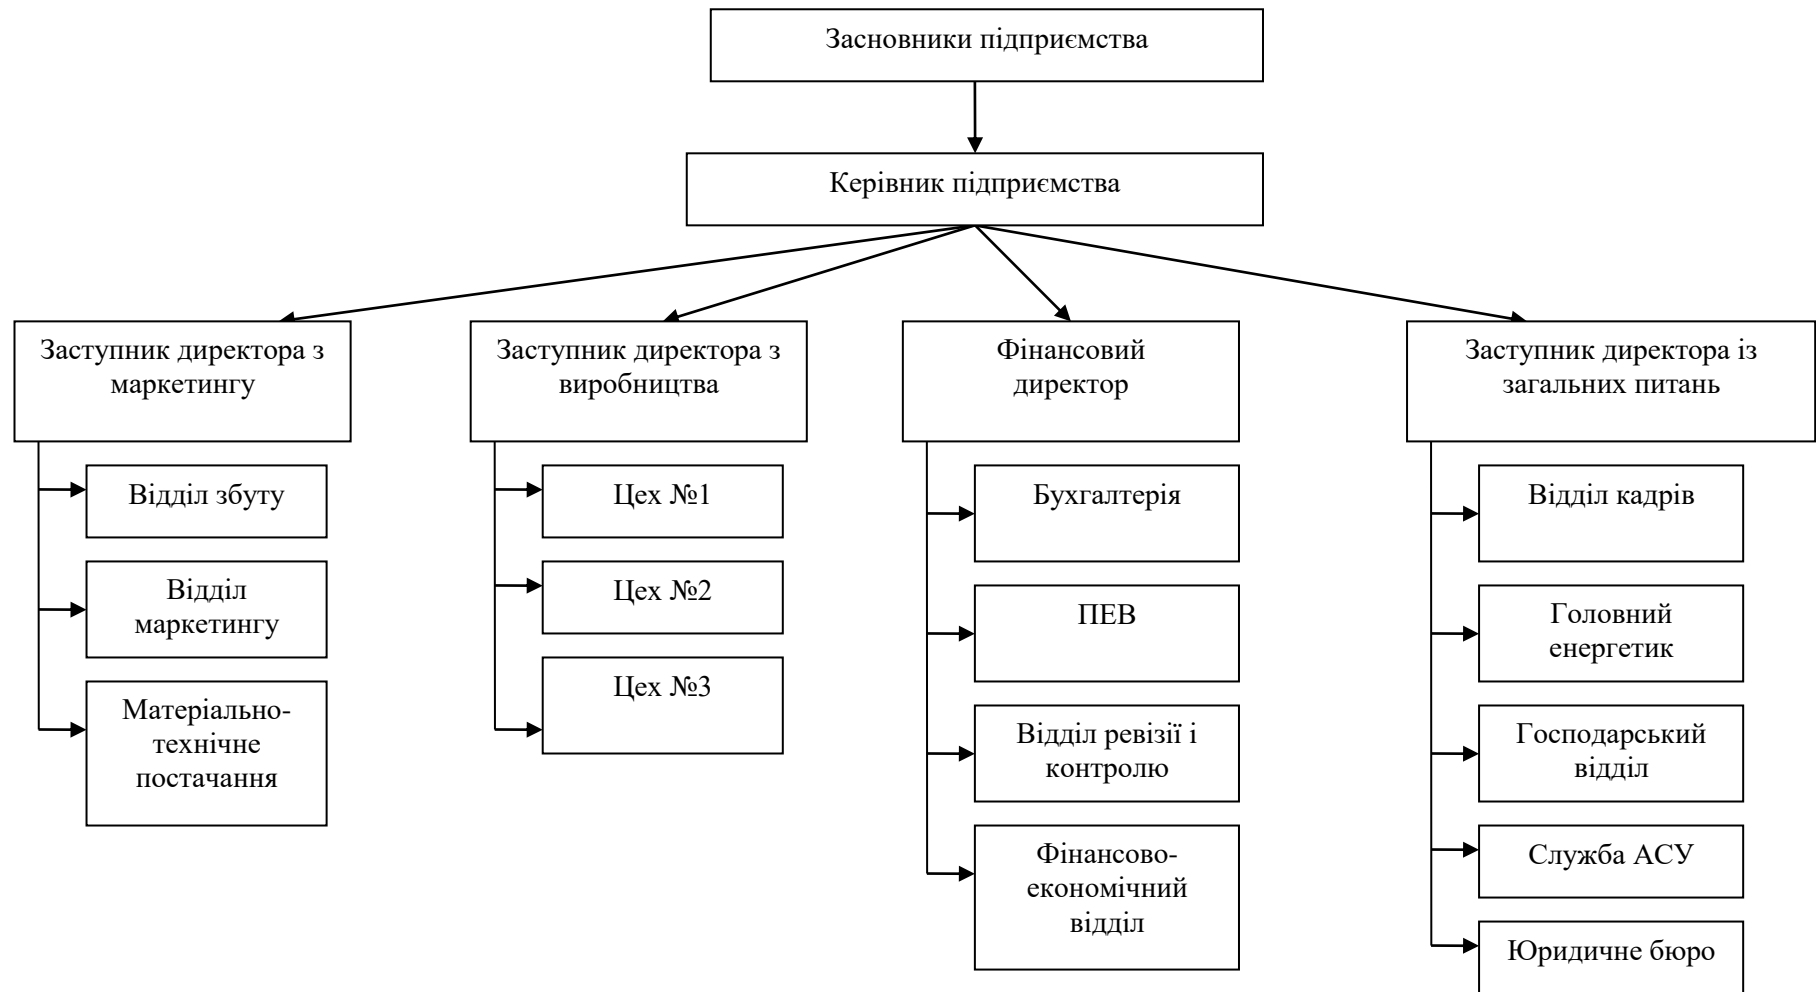 Засновники підприємства
Керівник підприємства
Заступник директора з
маркетингу
Відділ збуту
Відділ
маркетингу
Матеріально-
технічне
постачання
Заступник директора з
виробництва
Цех №1
Цех №2
Цех №3
Фінансовий
директор
Бухгалтерія
ПЕВ
Відділ ревізії і
контролю
Фінансово-
економічний
відділ
Заступник директора із
загальних питань
Відділ кадрів
Головний
енергетик
Господарський
відділ
Служба АСУ
Юридичне бюро